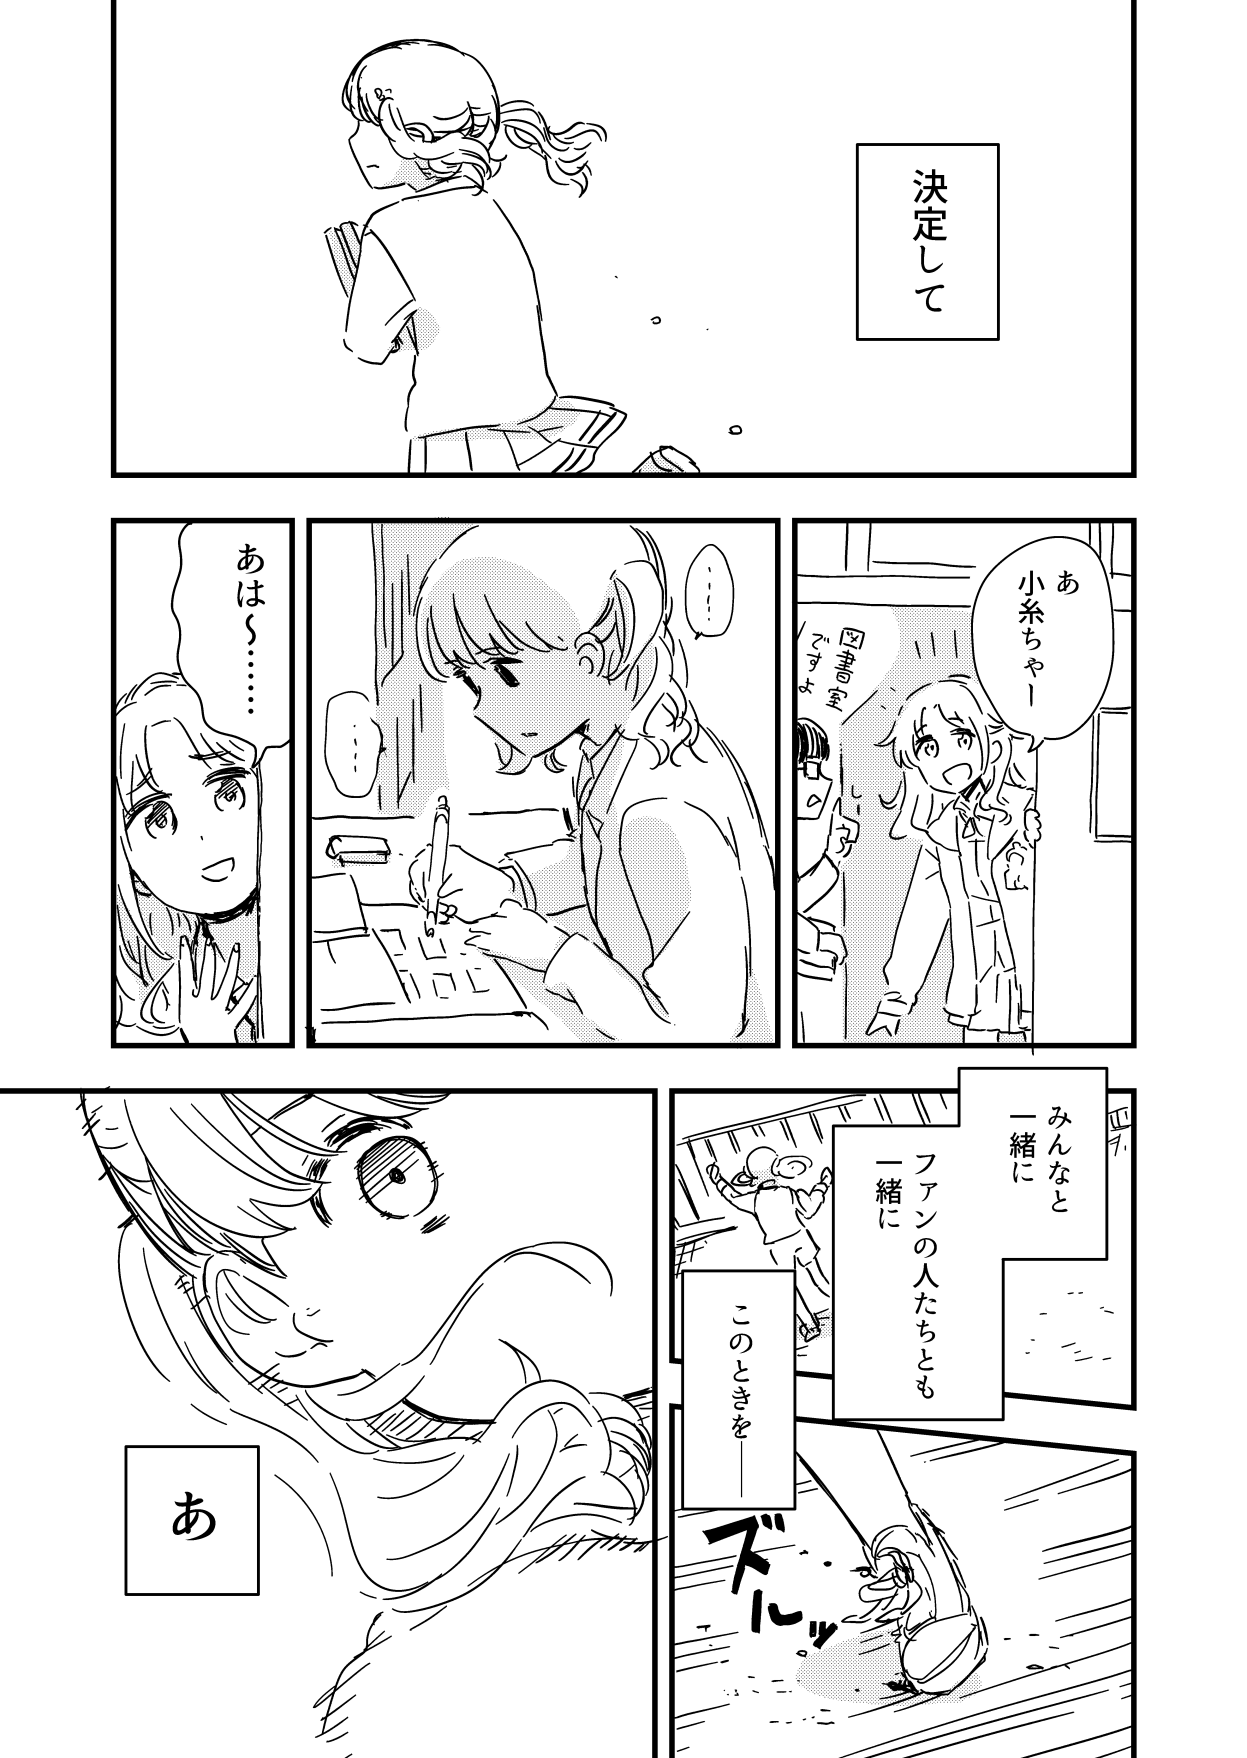 決定して
あ
小糸ちゃー
図書室
ですよ
……
……
あは～……
みんなと
一緒に
ファンの人たちとも
一緒に
このときを――
ズルッ
あ